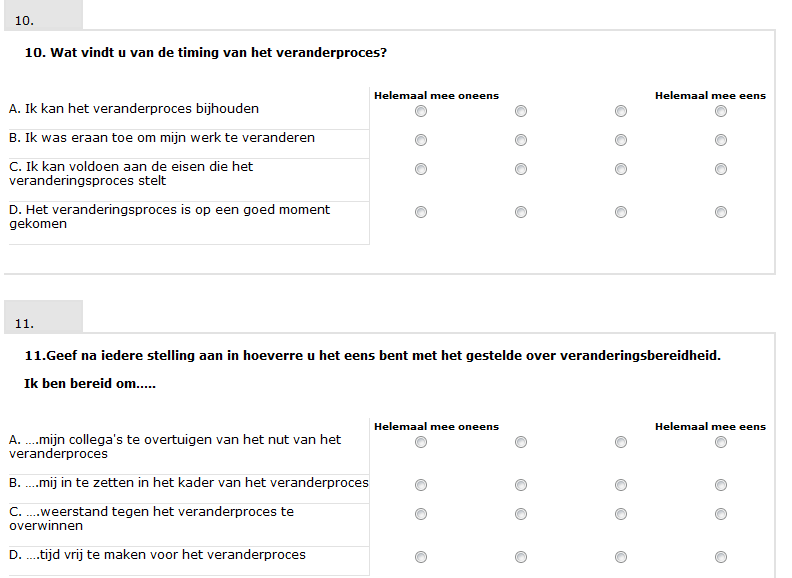 10.
10. Wat vindt u van de timing van het veranderproces?
Helemaal mee oneens Helemaal mee eens
A. Ik kan het veranderproces bijhouden
B. Ik was eraan toe om mijn werk te veranderen
C. Ik kan voldoen aan de eisen die het
veranderingsproces stelt
D. Het veranderingsproces is op een goed moment
gekomen
11.
11.Geef na iedere stelling aan in hoeverre u het eens bent met het gestelde over veranderingsbereidheid.
Ik ben bereid om.....
Helemaal mee oneens Helemaal mee eens
A. ....mijn collega's te overtuigen van het nut van het
veranderproces
B. ....mij in te zetten in het kader van het veranderproces
C. ....weerstand tegen het veranderproces te
overwinnen
D. ....tijd vrij te maken voor het veranderproces